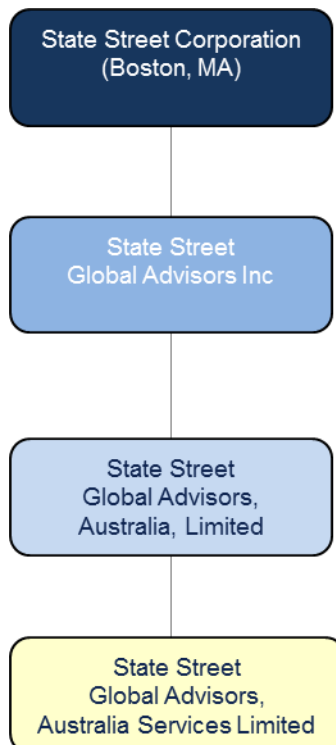 State Street Corporation
(Boston, MA)
State Street
Global Advisors Inc
State Street
Global Advisors,
Australia, Limited
State Street
Global Advisors,
Australia Services Limited